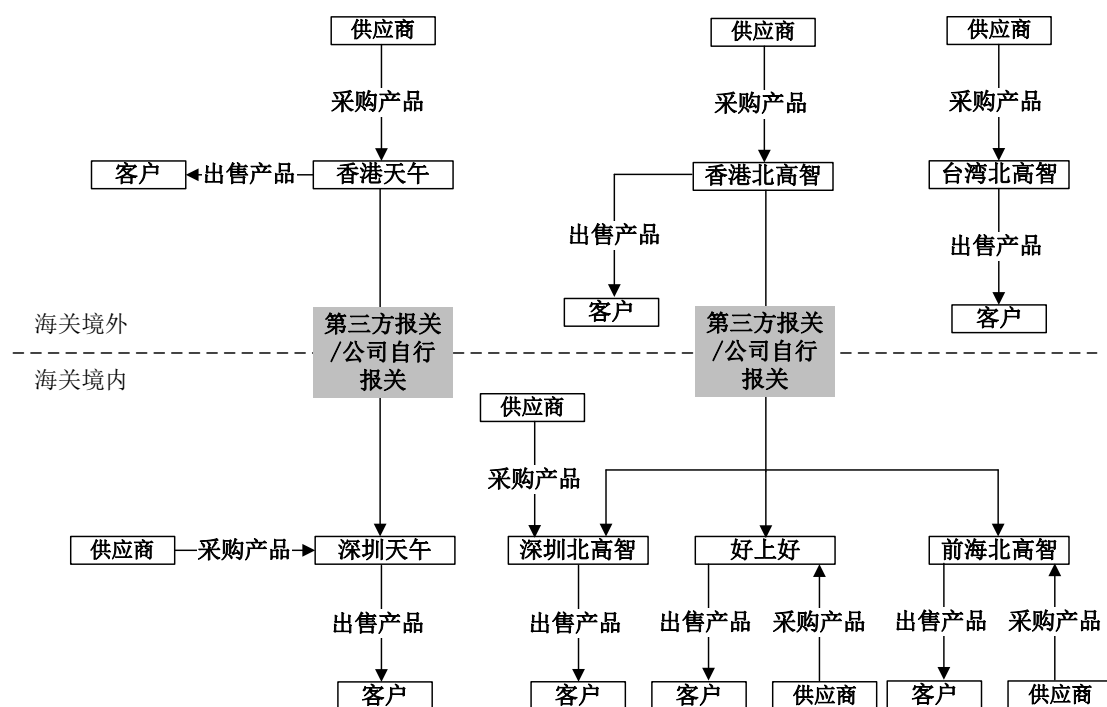 供应商
供应商
供应商
采购产品
采购产品
采购产品
客户
出售产品
香港天午
香港北高智
台湾北高智
出售产品
出售产品
客户
客户
海关境外
第三方报关
/公司自行
报关
第三方报关
/公司自行
报关
海关境内
供应商
采购产品
供应商
采购产品
深圳天午
深圳北高智
好上好
前海北高智
出售产品
出售产品
出售产品
采购产品
出售产品
采购产品
客户
客户
客户
供应商
客户
供应商